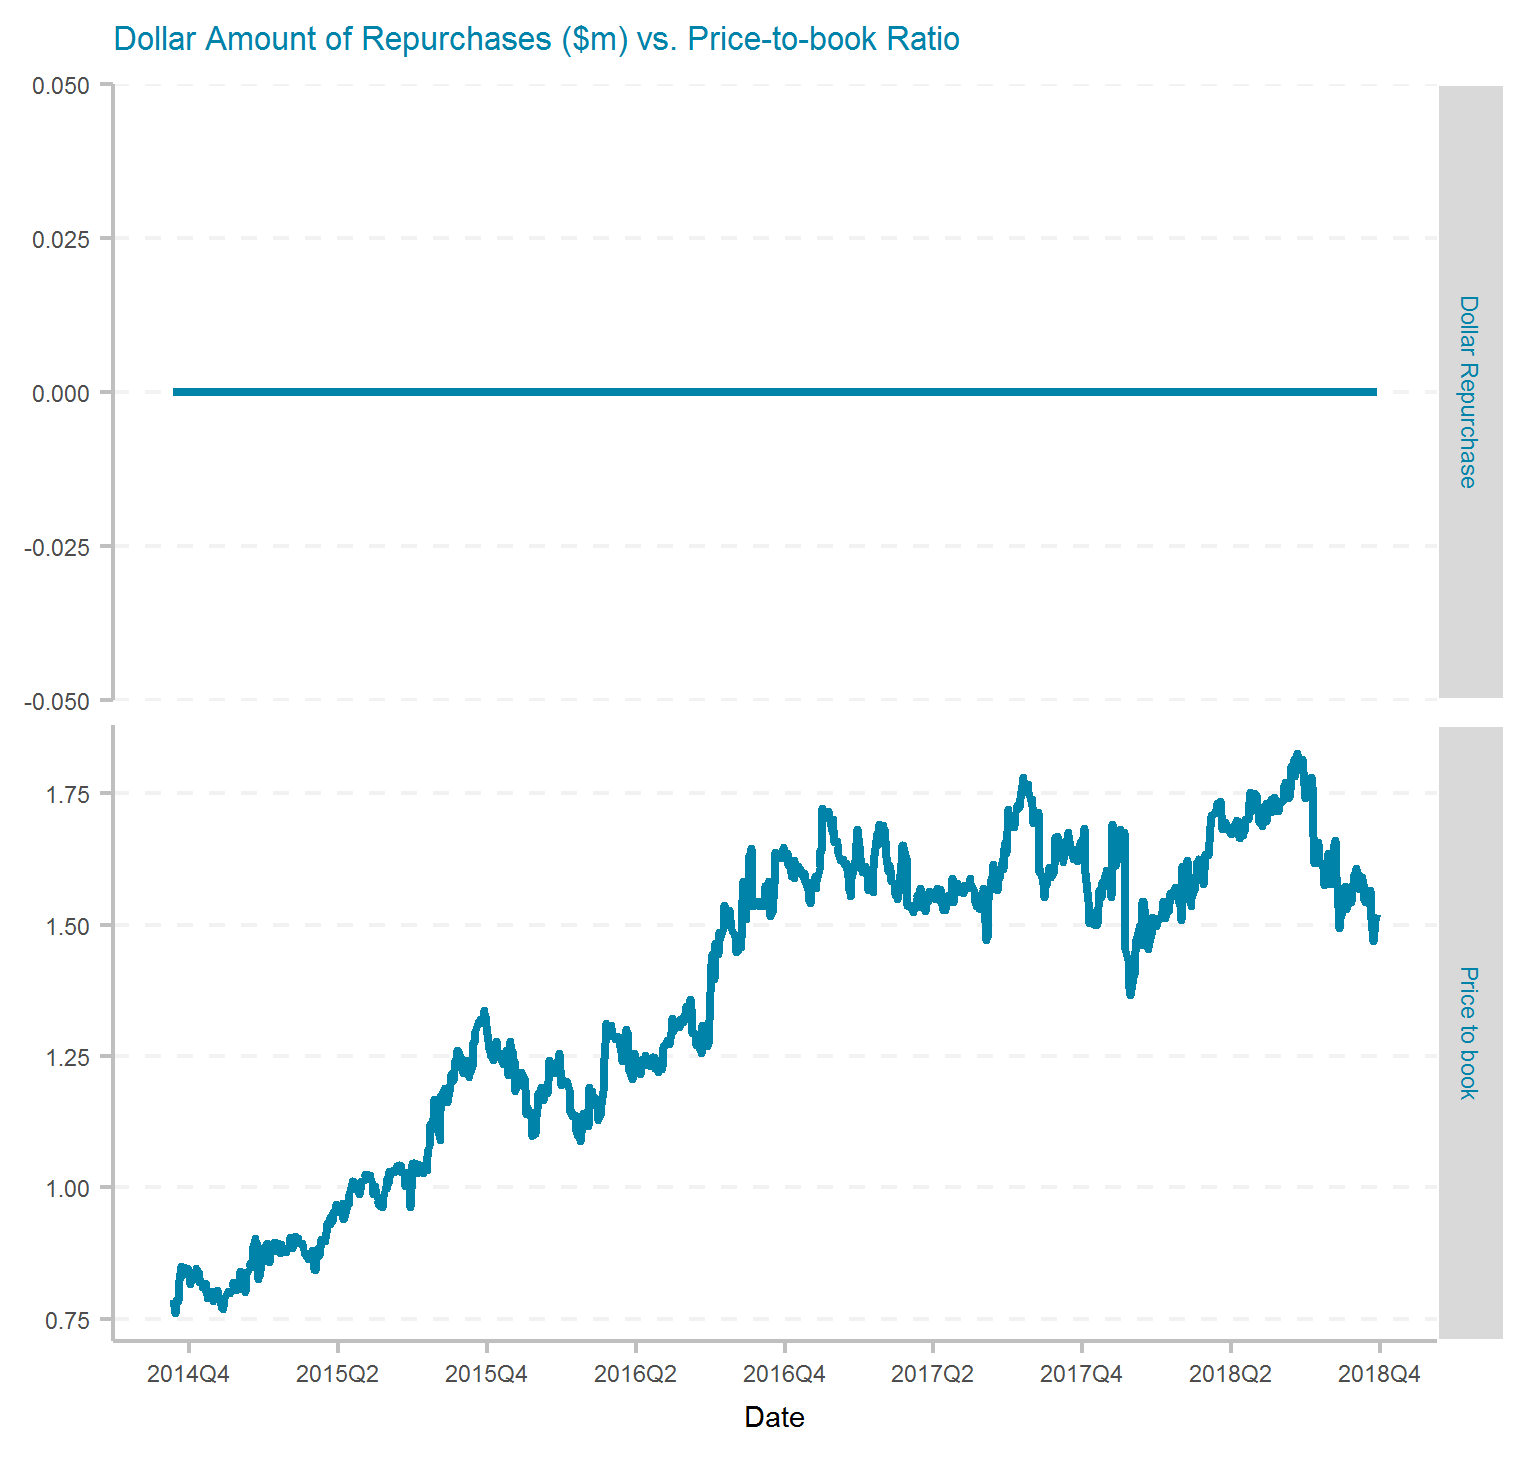 Dollar Amount of Repurchases ($m) vs. Price-to-book Ratio
0.050
0.025
0.000
-0.025
-0.050
Dollar Repurchase
1.75
1.50
1.25
1.00
0.75
Price to book
2014Q4 2015Q2 2015Q4 2016Q2 2016Q4 2017Q2 2017Q4 2018Q2 2018Q4
Date